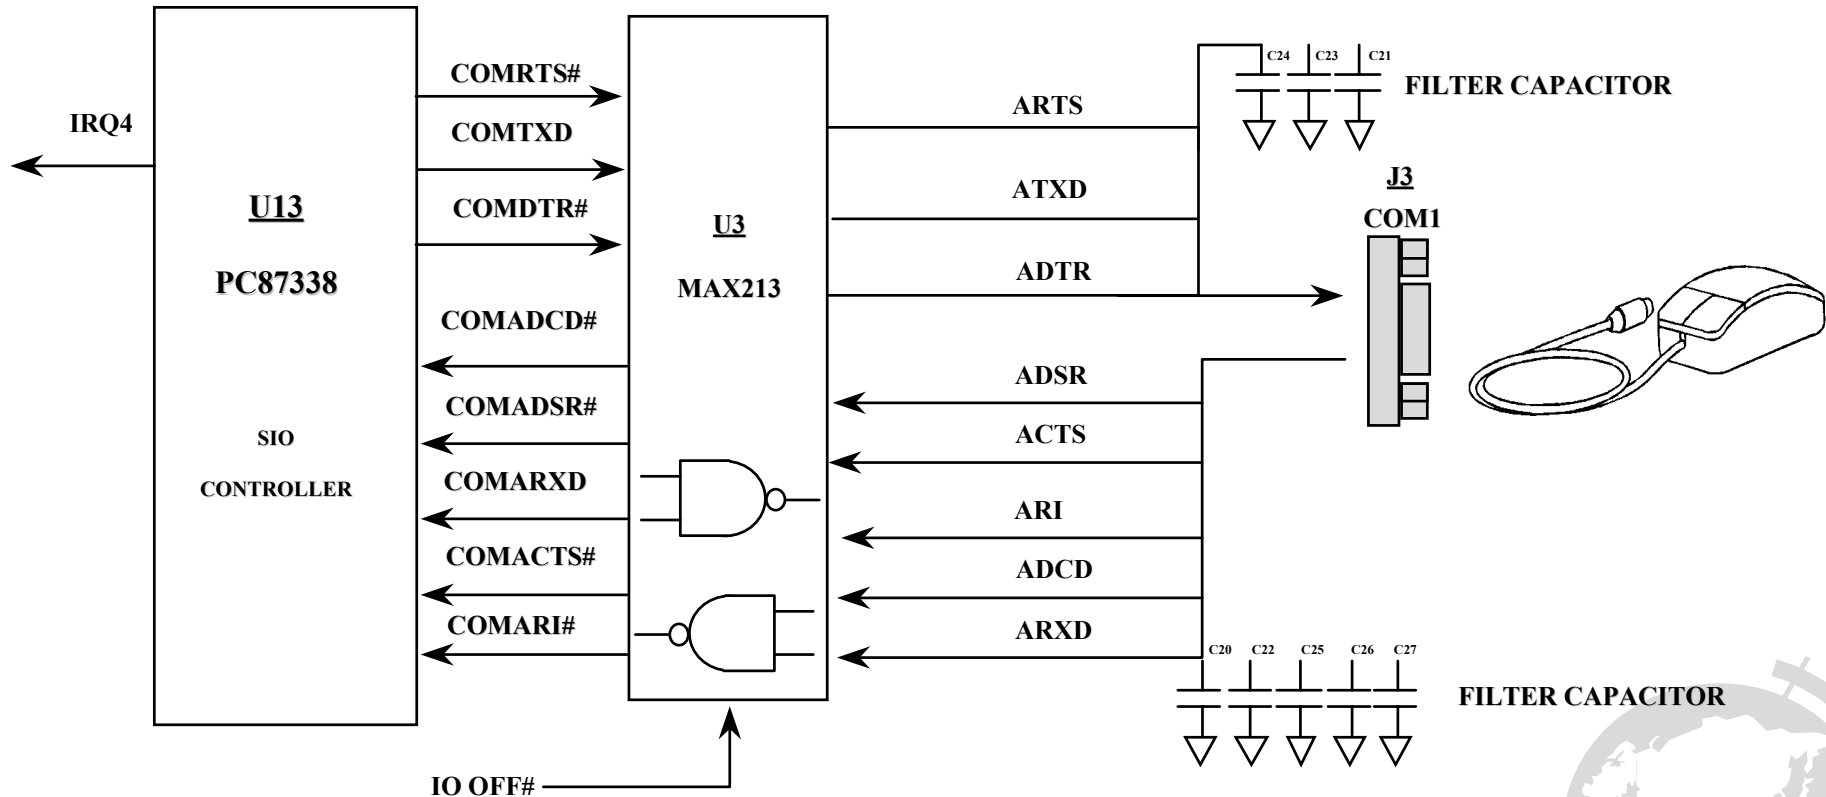 IRQ4
U13
PC87338
SIO
CONTROLLER
COMRTS#
COMTXD
COMDTR#
COMADCD#
COMADSR#
COMARXD
COMACTS#
COMARI#
U3
MAX213
IO OFF#
ARTS
ATXD
ADTR
ADSR
ACTS
ARI
ADCD
ARXD
C24 C23 C21
FILTER CAPACITOR
J3
COM1
C20 C22 C25 C26 C27
FILTER CAPACITOR